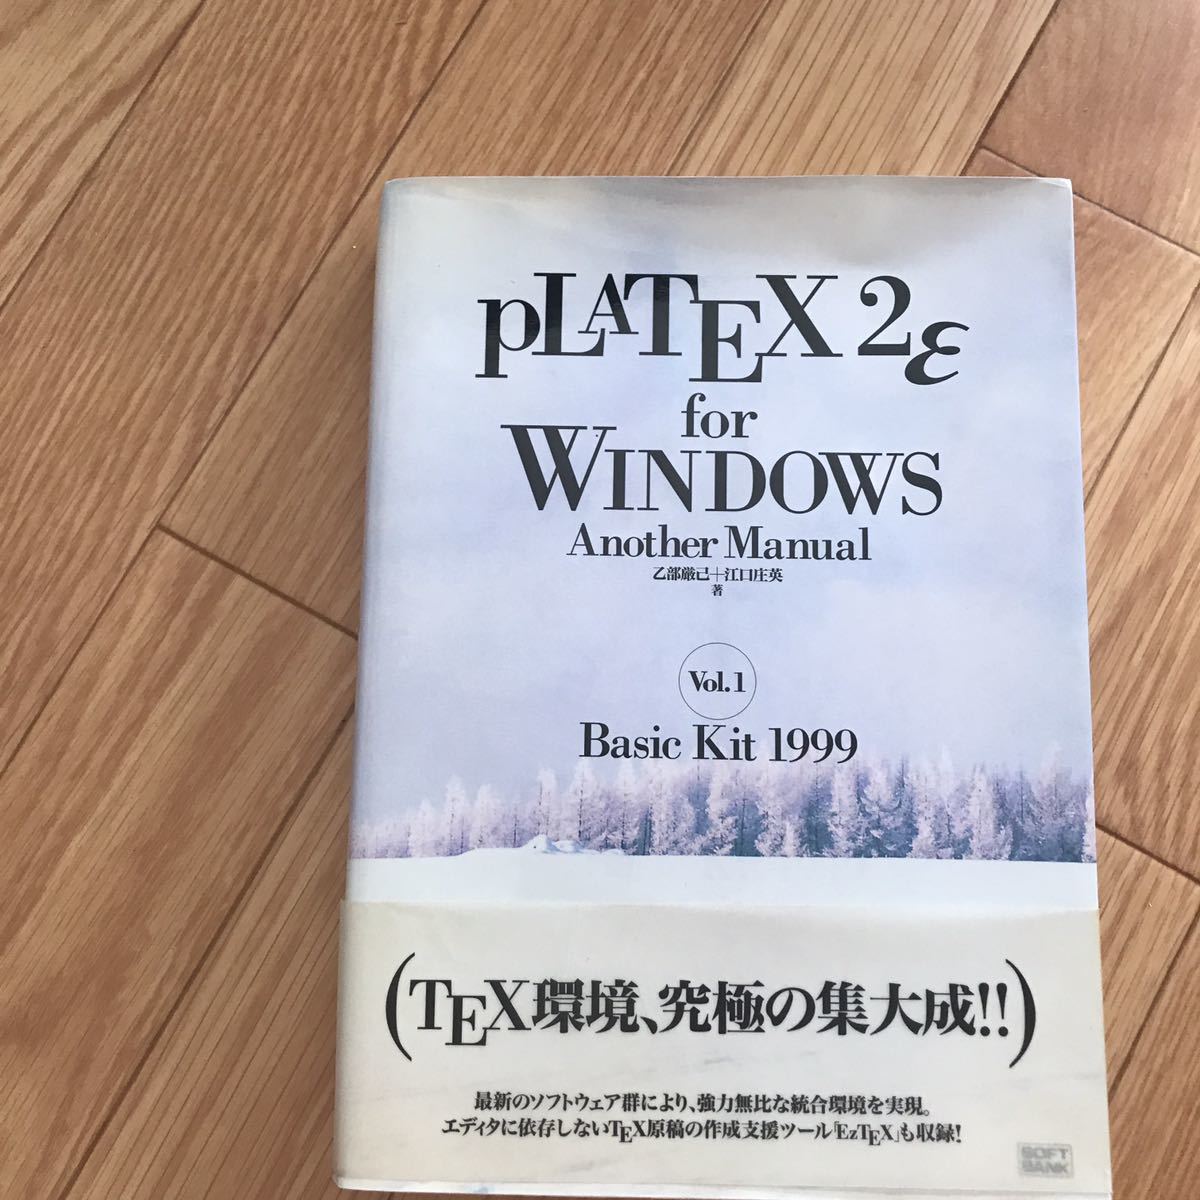 pLATEX 2ε
for
WINDOWS
Another Manual
乙部厳己+江口庄英
著
Vol.1
Basic Kit 1999
(TEX環境、究極の集大成!!)
最新のソフトウェア群により、強力無比な統合環境を実現。
エディタに依存しないTEX原稿の作成支援ツール「EzTEX」も収録!
SOFT
BANK